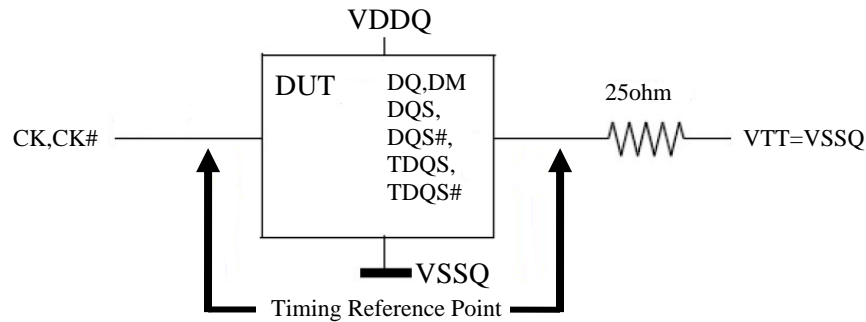 VDDQ
DUT
DQ,DM
DQS,
DQS#,
TDQS,
TDQS#
CK,CK#
25ohm
VTT=VSSQ
VSSQ
Timing Reference Point